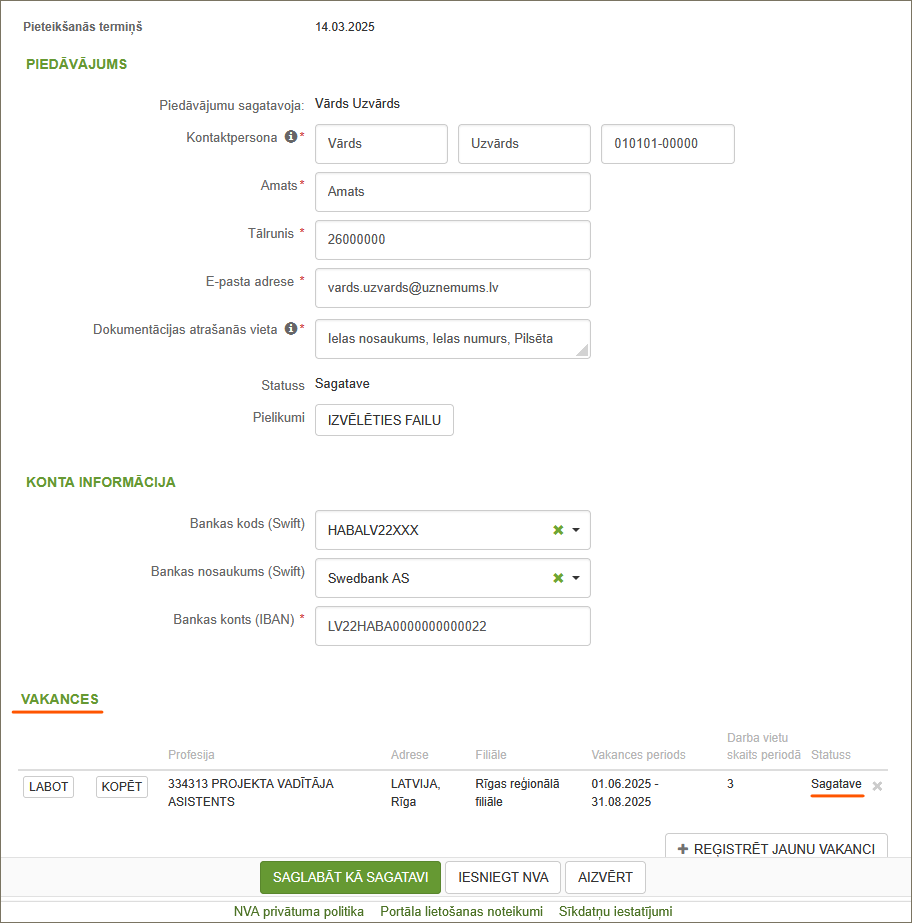 Pieteikšanās termiņš 14.03.2025
PIEDĀVĀJUMS
Piedāvājumu sagatavoja: Vārds Uzvārds
Kontaktpersona * Vārds Uzvārds 010101-00000
Amats * Amats
Tālrunis * 26000000
E-pasta adrese * vards.uzvards@uznemums.lv
Dokumentācijas atrašanās vieta * Ielas nosaukums, Ielas numurs, Pilsēta
Statuss Sagatave
Pielikumi IZVĒLĒTIES FAILU
KONTA INFORMĀCIJA
Bankas kods (Swift) HABALV22XXX
Bankas nosaukums (Swift) Swedbank AS
Bankas konts (IBAN) * LV22HABA0000000000022
VAKANCES
Darba vietu
Profesija Adrese Filiāle Vakances periods skaits periodā Statuss
LABOT KOPĒT 334313 PROJEKTA VADĪTĀJA LATVIJA, Rīgas reģionālā 01.06.2025 - 3 Sagatave
ASISTENTS Rīga filiāle 31.08.2025
REĢISTRĒT JAUNU VAKANCI
SAGLABĀT KĀ SAGATAVI IESNIEGT NVA AIZVĒRT
NVA privātuma politika Portāla lietošanas noteikumi Sīkdatņu iestatījumi